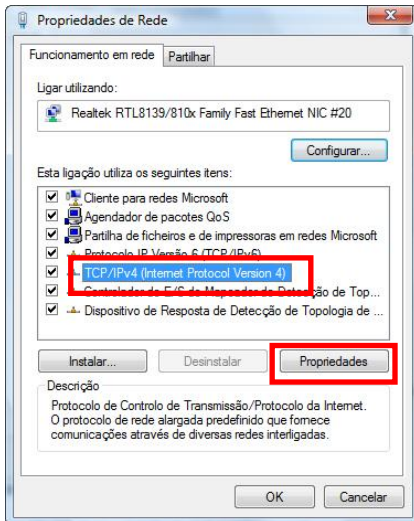 Propriedades de Rede
Funcionamento em rede Partilhar
Ligar utilizando:
Realtek RTL8139/810x Family Fast Ethernet NIC #20
Configurar...
Esta ligação utiliza os seguintes itens:
Cliente para redes Microsoft
Agendador de pacotes QoS
Partilha de ficheiros e de impressoras em redes Microsoft
Protocolo IP Versão 6 (TCP/IPv6)
TCP/IPv4 (Internet Protocol Version 4)
Controlador de E/S do Mapeador da Detecção de Top...
Dispositivo de Resposta de Detecção de Topologia de ...
Instalar... Desinstalar Propriedades
Descrição
Protocolo de Controlo de Transmissão/Protocolo da Internet.
O protocolo de rede alargada predefinido que fornece
comunicações através de diversas redes interligadas.
OK Cancelar